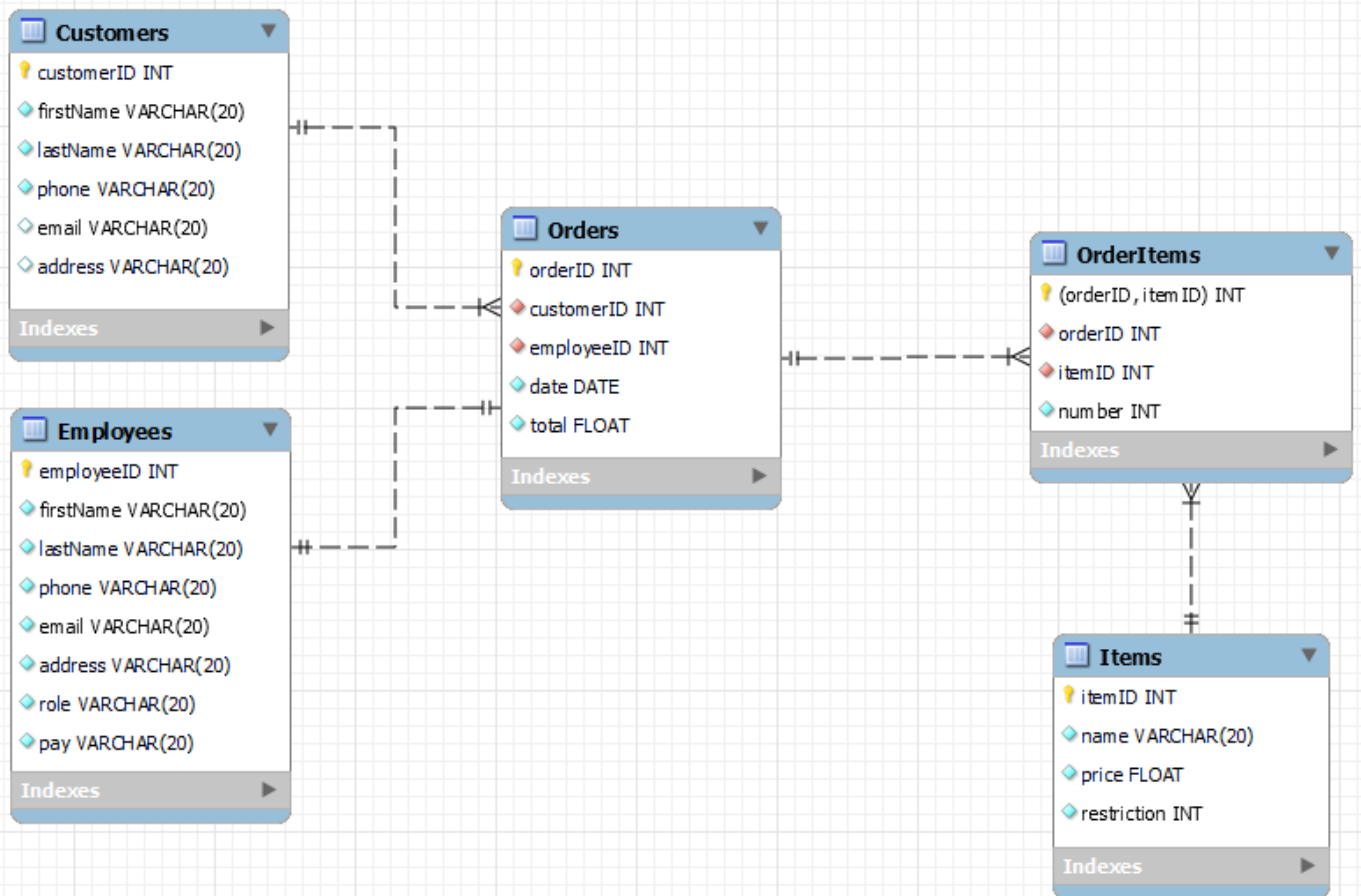 Customers
customerID INT
firstName VARCHAR(20)
lastName VARCHAR(20)
phone VARCHAR(20)
email VARCHAR(20)
address VARCHAR(20)
Indexes
Employees
employeeID INT
firstName VARCHAR(20)
lastName VARCHAR(20)
phone VARCHAR(20)
email VARCHAR(20)
address VARCHAR(20)
role VARCHAR(20)
pay VARCHAR(20)
Indexes
Orders
orderID INT
customerID INT
employeeID INT
date DATE
total FLOAT
Indexes
OrderItems
(orderID, itemID) INT
orderID INT
itemID INT
number INT
Indexes
Items
itemID INT
name VARCHAR(20)
price FLOAT
restriction INT
Indexes